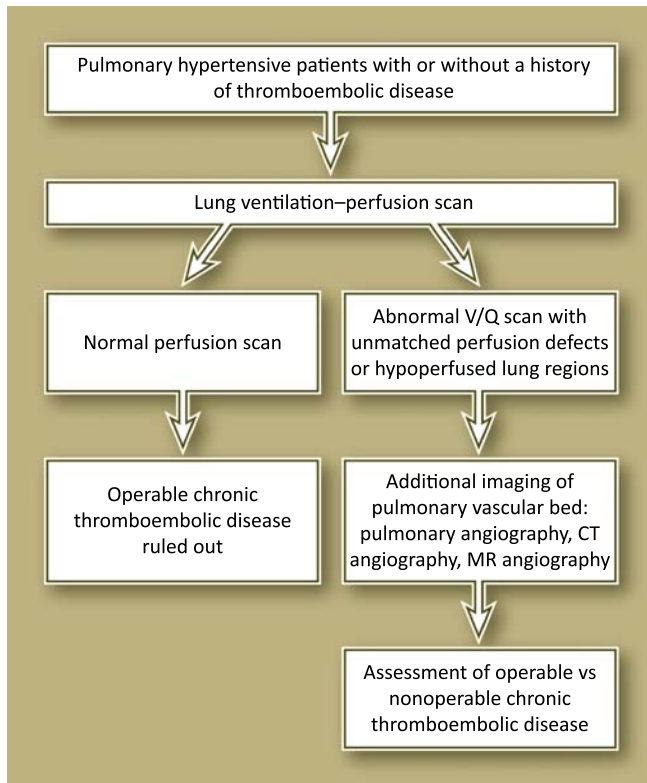 Pulmonary hypertensive patients with or without a history
of thromboembolic disease
Lung ventilation–perfusion scan
Normal perfusion scan
Abnormal V/Q scan with
unmatched perfusion defects
or hypoperfused lung regions
Operable chronic
thromboembolic disease
ruled out
Additional imaging of
pulmonary vascular bed:
pulmonary angiography, CT
angiography, MR angiography
Assessment of operable vs
nonoperable chronic
thromboembolic disease